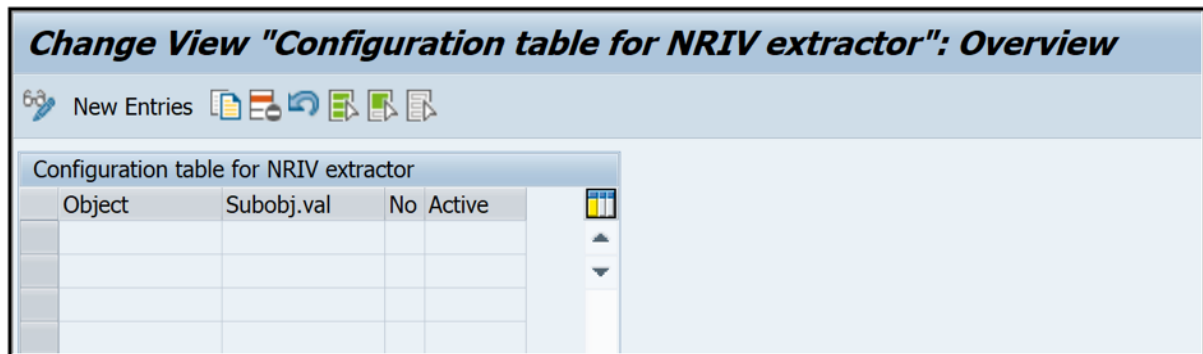 Change View "Configuration table for NRIV extractor": Overview
New Entries
Configuration table for NRIV extractor
Object Subobj.val No Active